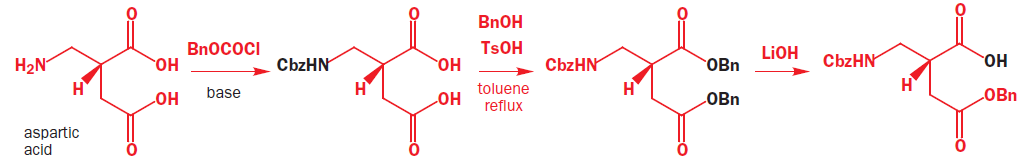 O
H₂N
H
OH
OH
O
aspartic
acid
BnOCOCl
base
O
CbzHN
H
OH
OH
O
BnOH
TsOH
toluene
reflux
O
CbzHN
H
OBn
OBn
O
LiOH
O
CbzHN
H
OH
OBn
O